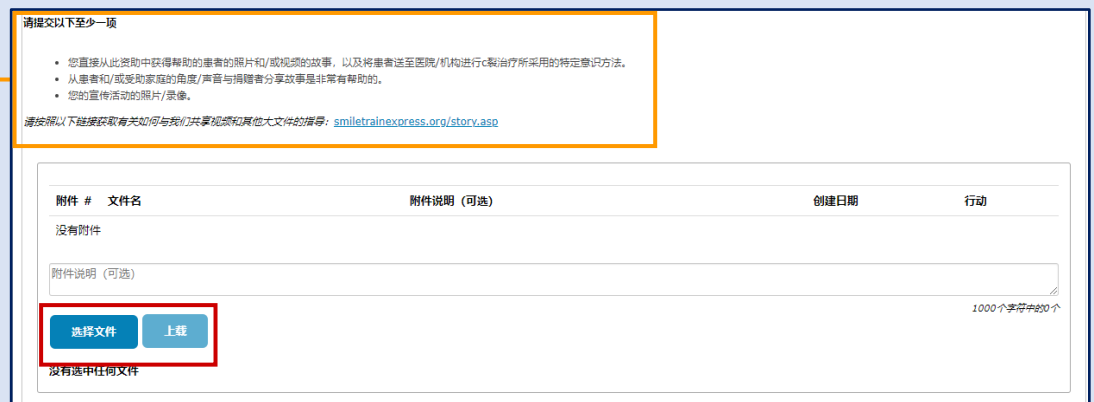 请提交以下至少一项
• 您直接从此资助中获得帮助的患者的照片和/或视频的故事，以及将患者送至医院/机构进行c裂治疗所采用的特定意识方法。
• 从患者和/或受助家庭的角度/声音与捐赠者分享故事是非常有帮助的。
• 您的宣传活动的照片/录像。
请按照以下链接获取有关如何与我们共享视频和其他大文件的指导：smiletrainexpress.org/story.asp
附件 # 文件名 附件说明（可选） 创建日期 行动
没有附件
附件说明（可选）
1000个字符中的0个
选择文件 上载
没有选中任何文件